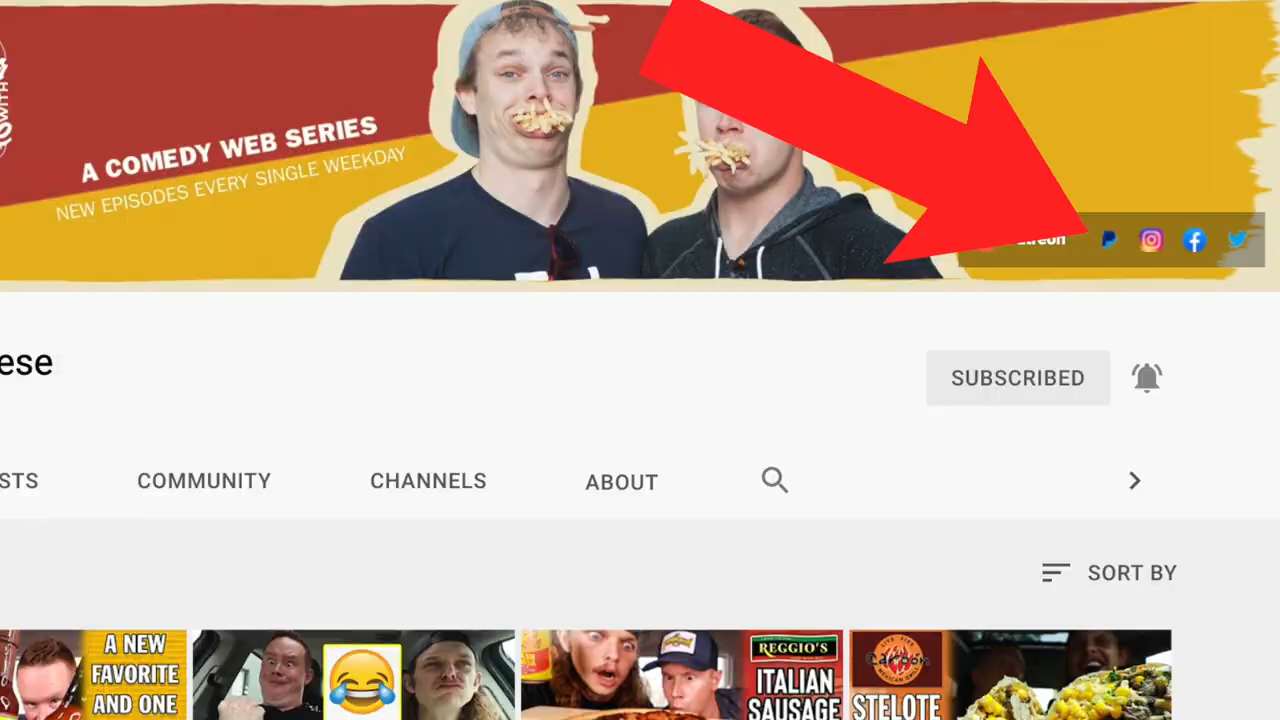 WITH
A COMEDY WEB SERIES
NEW EPISODES EVERY SINGLE WEEKDAY
ese
SUBSCRIBED
STS
COMMUNITY
CHANNELS
ABOUT
SORT BY
A NEW
FAVORITE
AND ONE
REGGIO'S
ITALIAN
SAUSAGE
STELOTE